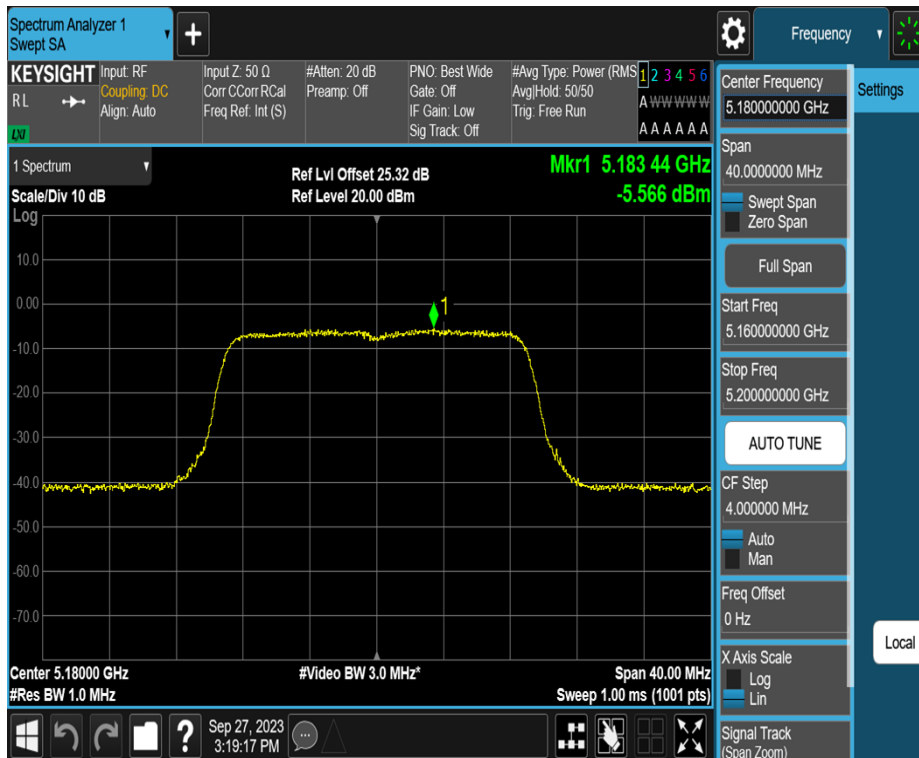 Spectrum Analyzer 1
Swept SA
+
Frequency
KEYSIGHT
R L
LXI
Input: RF
Coupling: DC
Align: Auto
Input Z: 50 Ω
Corr CCorr RCal
Freq Ref: Int (S)
#Atten: 20 dB
Preamp: Off
PNO: Best Wide
Gate: Off
IF Gain: Low
Sig Track: Off
#Avg Type: Power (RMS
Avg|Hold: 50/50
Trig: Free Run
1 2 3 4 5 6
A W W W W W
A A A A A A
1 Spectrum
Scale/Div 10 dB
Log
Ref Lvl Offset 25.32 dB
Ref Level 20.00 dBm
Mkr1 5.183 44 GHz
-5.566 dBm
10.0
0.00
-10.0
-20.0
-30.0
-40.0
-50.0
-60.0
-70.0
1
Center 5.18000 GHz
#Res BW 1.0 MHz
#Video BW 3.0 MHz*
Span 40.00 MHz
Sweep 1.00 ms (1001 pts)
?
Sep 27, 2023
3:19:17 PM
Center Frequency
5.180000000 GHz
Span
40.0000000 MHz
Swept Span
Zero Span
Full Span
Start Freq
5.160000000 GHz
Stop Freq
5.200000000 GHz
AUTO TUNE
CF Step
4.000000 MHz
Auto
Man
Freq Offset
0 Hz
X Axis Scale
Log
Lin
Signal Track
(Span Zoom)
Settings
Local